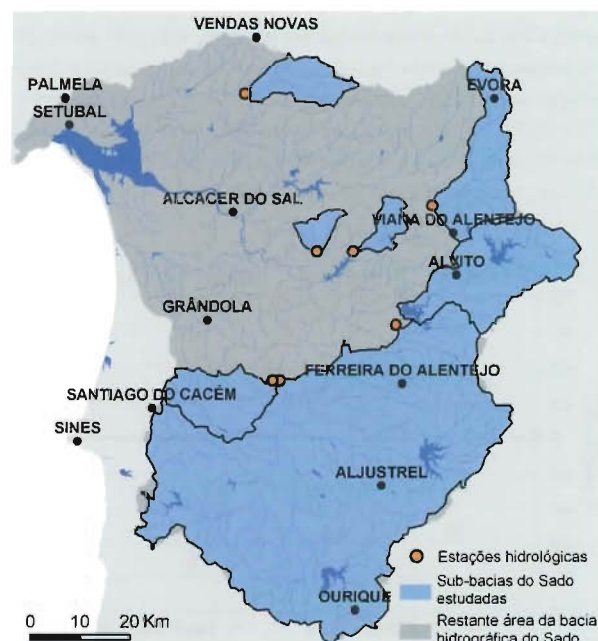 VENDAS NOVAS
PALMELA
ÉVORA
SETUBAL
ALCACER DO SAL
VIANA DO ALENTEJO
ALVITO
GRÂNDOLA
FERREIRA DO ALENTEJO
SANTIAGO DO CACÉM
SINES
ALJUSTREL
Estações hidrológicas
Sub-bacias do Sado
estudadas
OURIQUE
Restante área da bacia
hidrográfica do Sado
0 10 20 Km